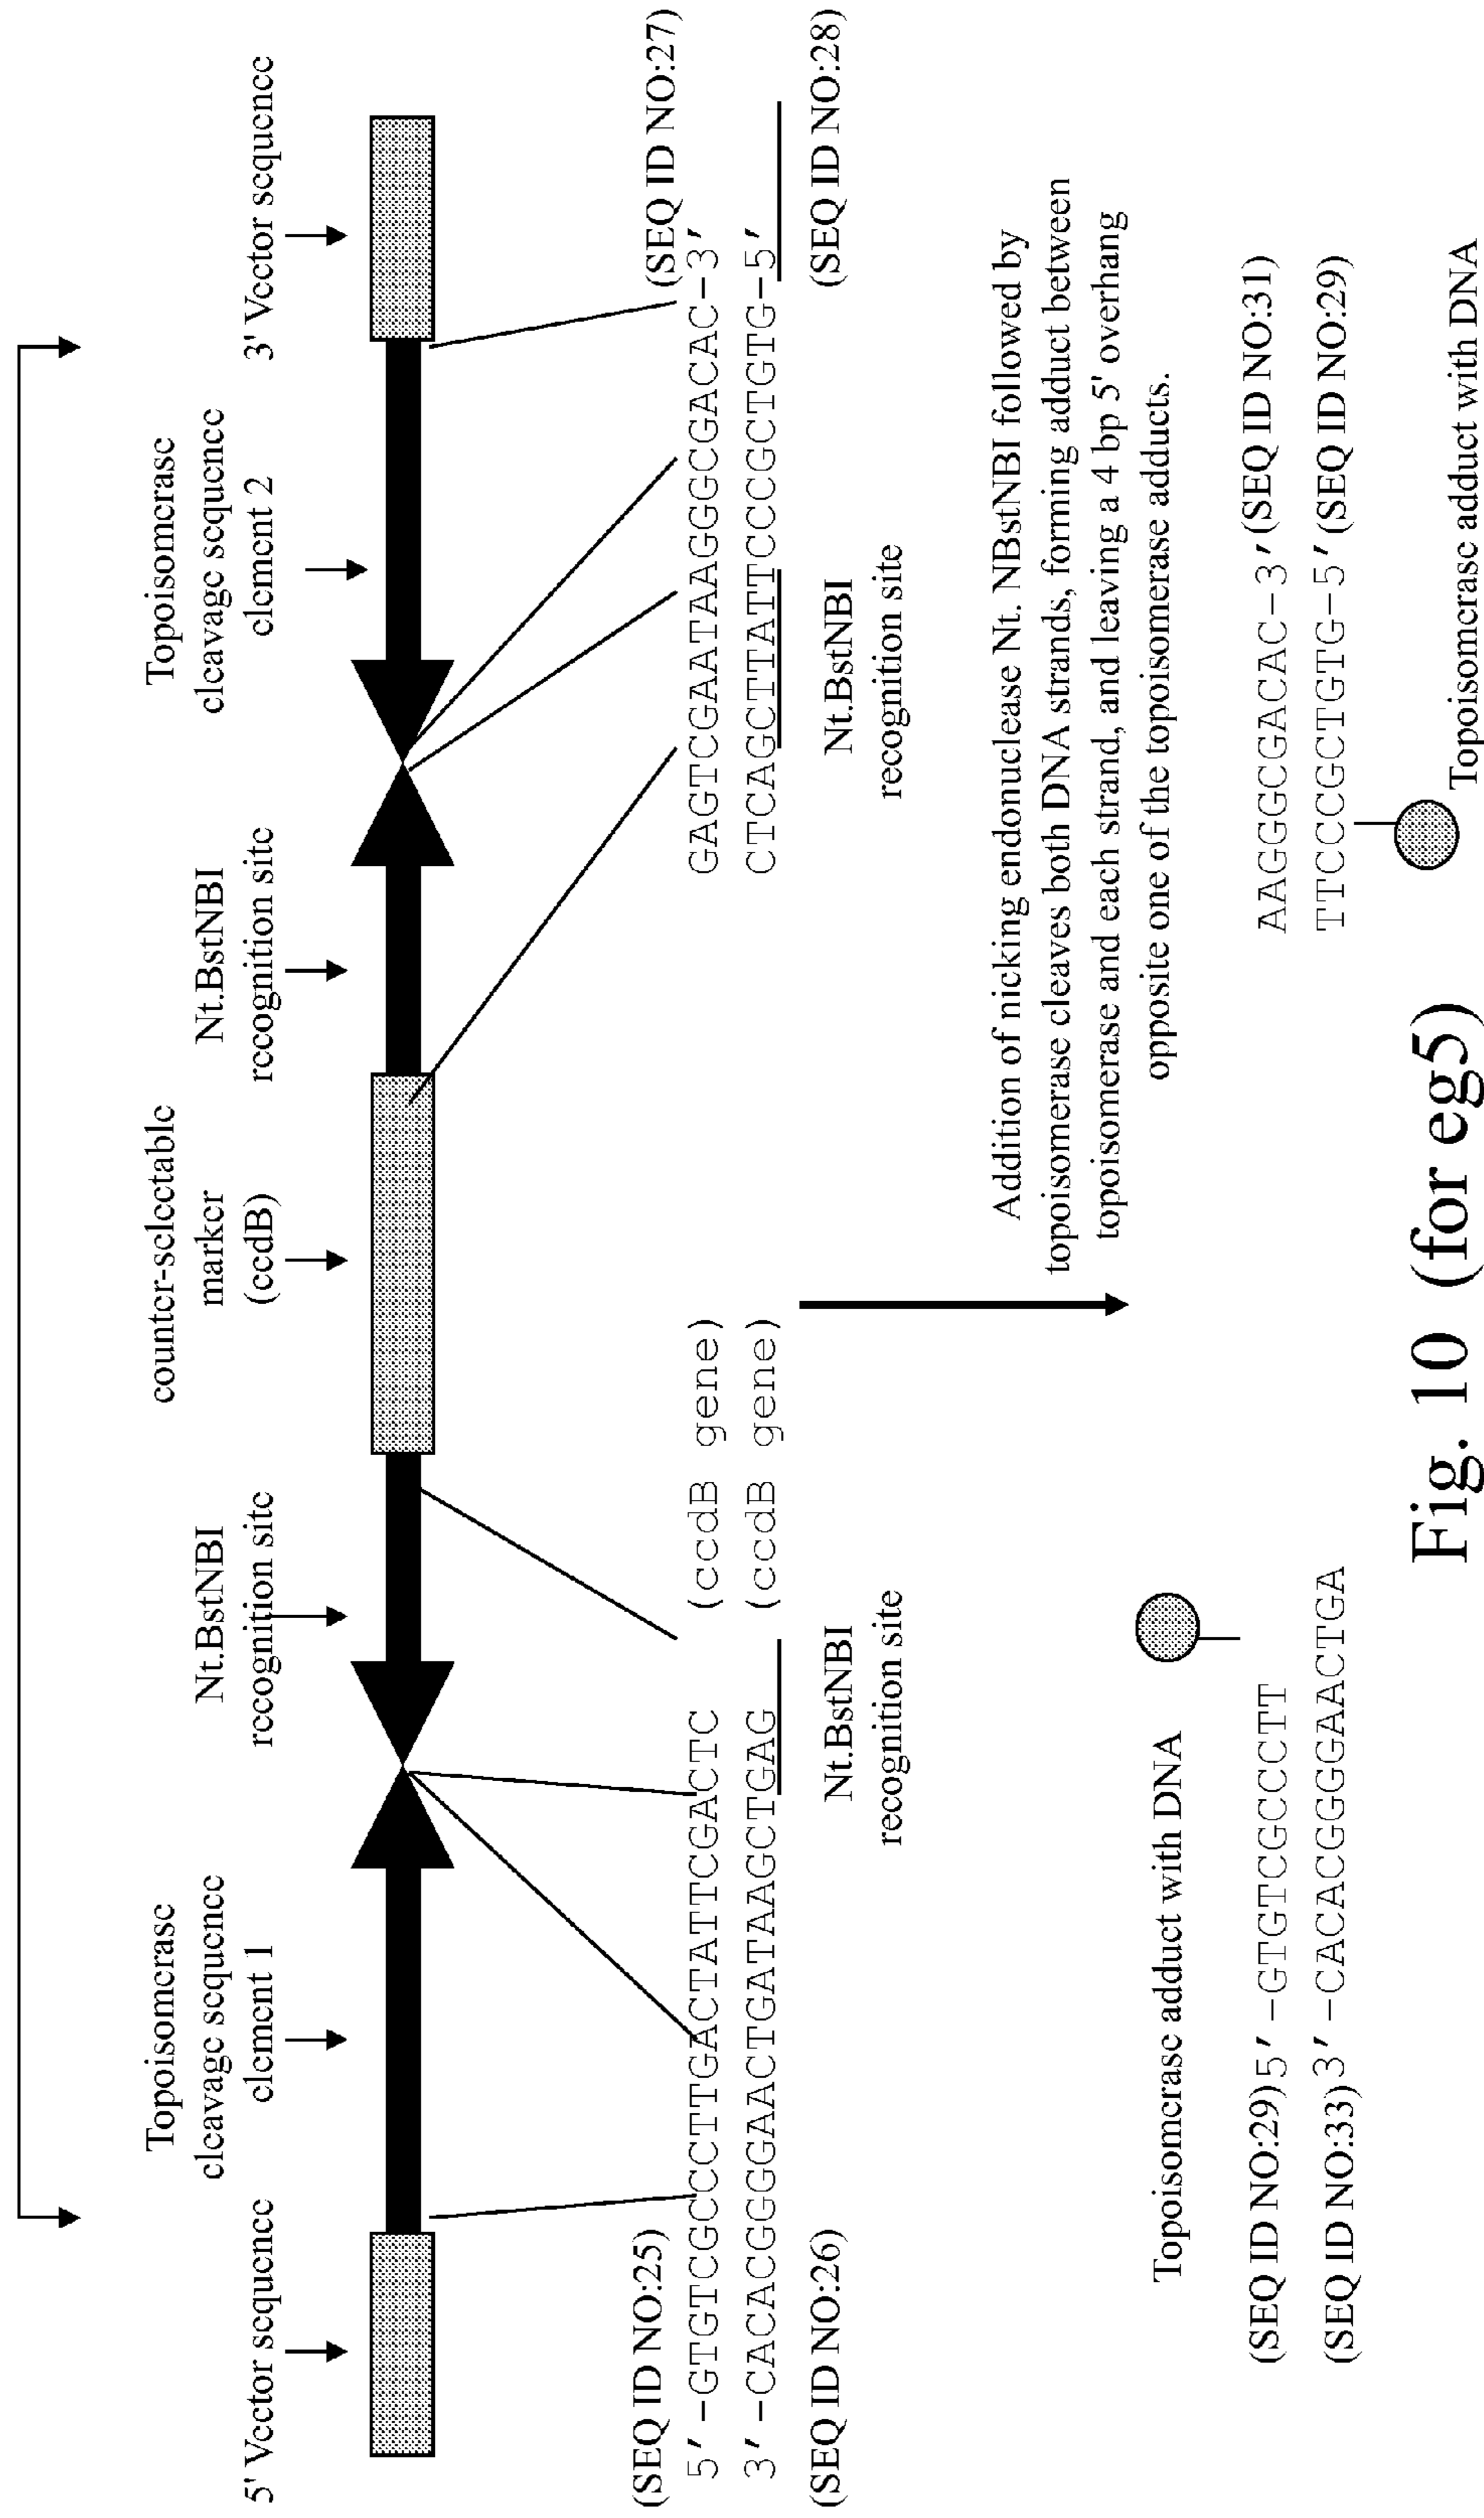 5' Vector sequence
Topoisomerase
cleavage sequence
element 1
Nt.BstNBI
recognition site
counter-selectable
marker
(ccdB)
Nt.BstNBI
recognition site
Topoisomerase
cleavage sequence
element 2
3' Vector sequence
(SEQ ID NO:25)
5′-GTGTCGCCCTTGACTATTCGACTC (ccdB gene)
3′-CACACGGGGAACTGATAAGCTGAG (ccdB gene)
(SEQ ID NO:26)
Nt.BstNBI
recognition site
(SEQ ID NO:27)
GAGTCGAATAAGGGCGACAC-3′
CTCAGCTTATTCCCGCTGTG-5′
(SEQ ID NO:28)
Nt.BstNBI
recognition site
Addition of nicking endonuclease Nt. NBstNBI followed by
topoisomerase cleaves both DNA strands, forming adduct between
topoisomerase and each strand, and leaving a 4 bp 5' overhang
opposite one of the topoisomerase adducts.
Topoisomerase adduct with DNA
(SEQ ID NO:29)5′-GTGTCGCCCTT
(SEQ ID NO:33)3′-CACACGGGGAACTGA
AAGGGCGACAC-3′(SEQ ID NO:31)
TTCCCGCTGTG-5′(SEQ ID NO:29)
Topoisomerase adduct with DNA
Fig. 10 (for eg5)